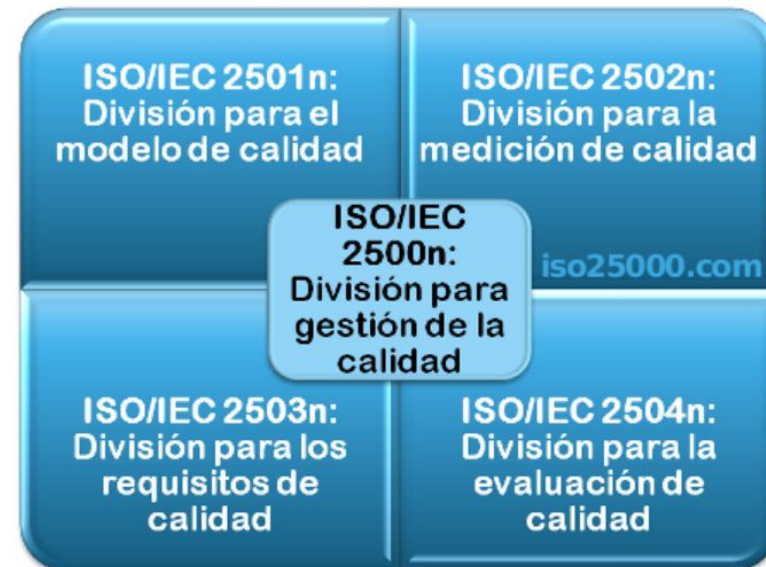 ISO/IEC 2501n:
División para el
modelo de calidad
ISO/IEC 2502n:
División para la
medición de calidad
ISO/IEC
2500n:
División para
gestión de la
calidad
iso25000.com
ISO/IEC 2503n:
División para los
requisitos de
calidad
ISO/IEC 2504n:
División para la
evaluación de
calidad